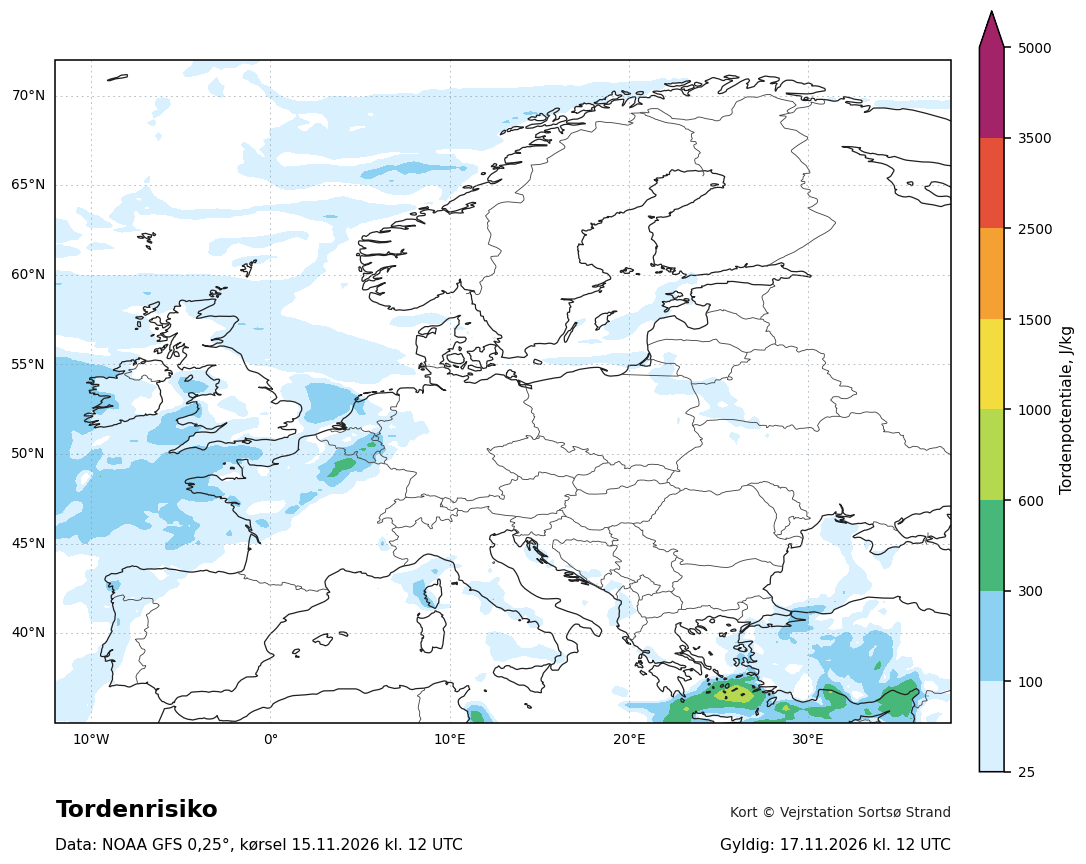 5000
3500
2500
1500
1000
600
300
100
25
Tordenpotentiale, J/kg
70°N
65°N
60°N
55°N
50°N
45°N
40°N
10°W
0°
10°E
20°E
30°E
Tordenrisiko
Kort © Vejrstation Sortsø Strand
Data: NOAA GFS 0,25°, kørsel 15.11.2026 kl. 12 UTC
Gyldig: 17.11.2026 kl. 12 UTC